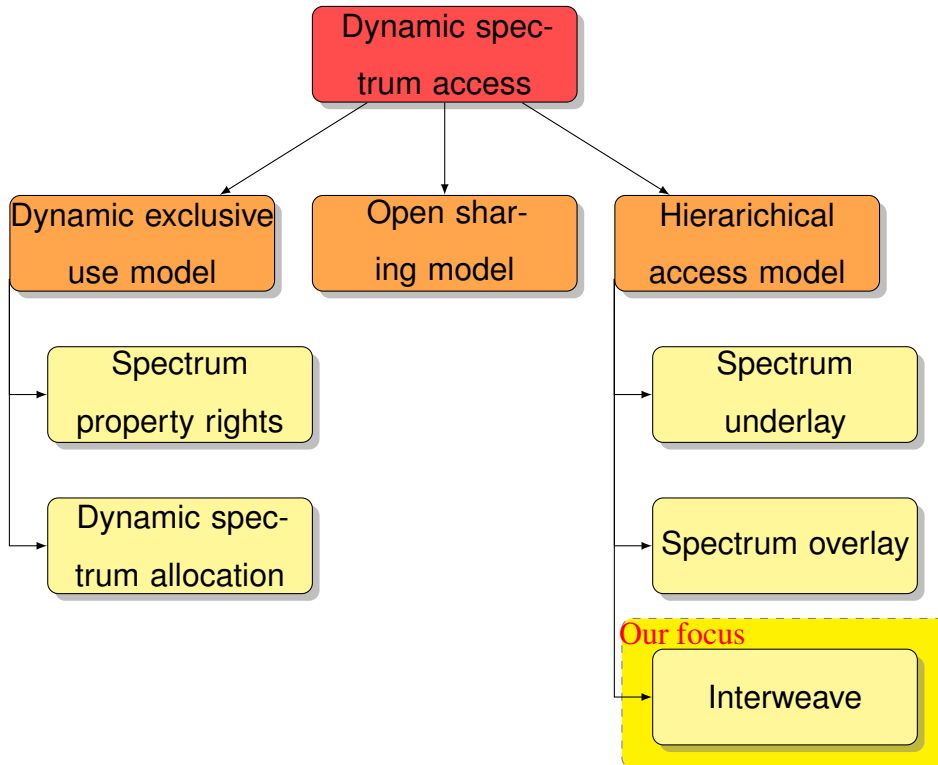 Dynamic spec-
trum access
Dynamic exclusive
use model
Open shar-
ing model
Hierarichical
access model
Spectrum
property rights
Dynamic spec-
trum allocation
Spectrum
underlay
Spectrum overlay
Our focus
Interweave